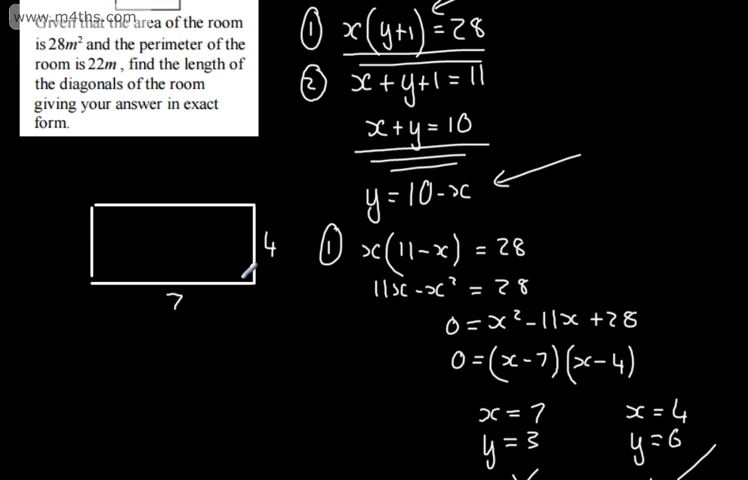 www.m4ths.com
Given that the area of the room
is 28m² and the perimeter of the
room is 22m, find the length of
the diagonals of the room
giving your answer in exact
form.
① x(y+1)=28
② x+y+1=11
x+y=10
y=10-x
4
7
① x(11-x) = 28
11x-x² = 28
0=x²-11x+28
0=(x-7)(x-4)
x=7 x=4
y=3 y=6